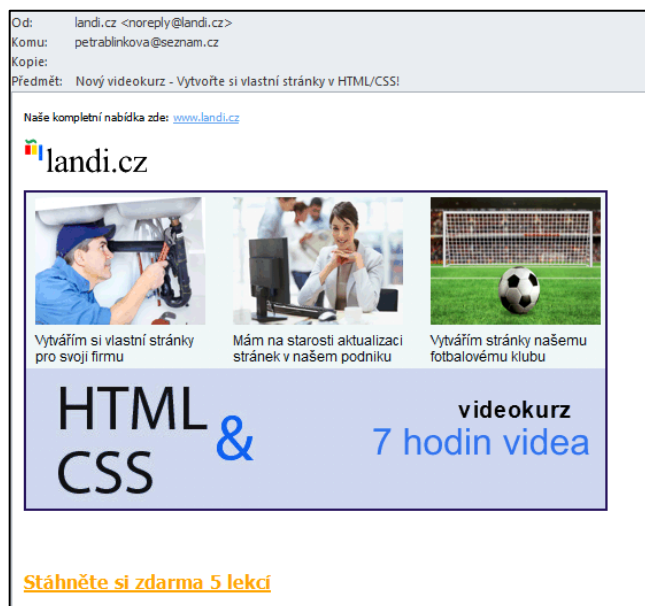 Od: landi.cz <noreply@landi.cz>
Komu: petrablinkova@seznam.cz
Kopie:
Předmět: Nový videokurz - Vytvořte si vlastní stránky v HTML/CSS!
Naše kompletní nabídka zde: www.landi.cz
landi.cz
Vytvářím si vlastní stránky
pro svoji firmu
Mám na starosti aktualizaci
stránek v našem podniku
Vytvářím stránky našemu
fotbalovému klubu
HTML
&
CSS
videokurz
7 hodin videa
Stáhněte si zdarma 5 lekcí